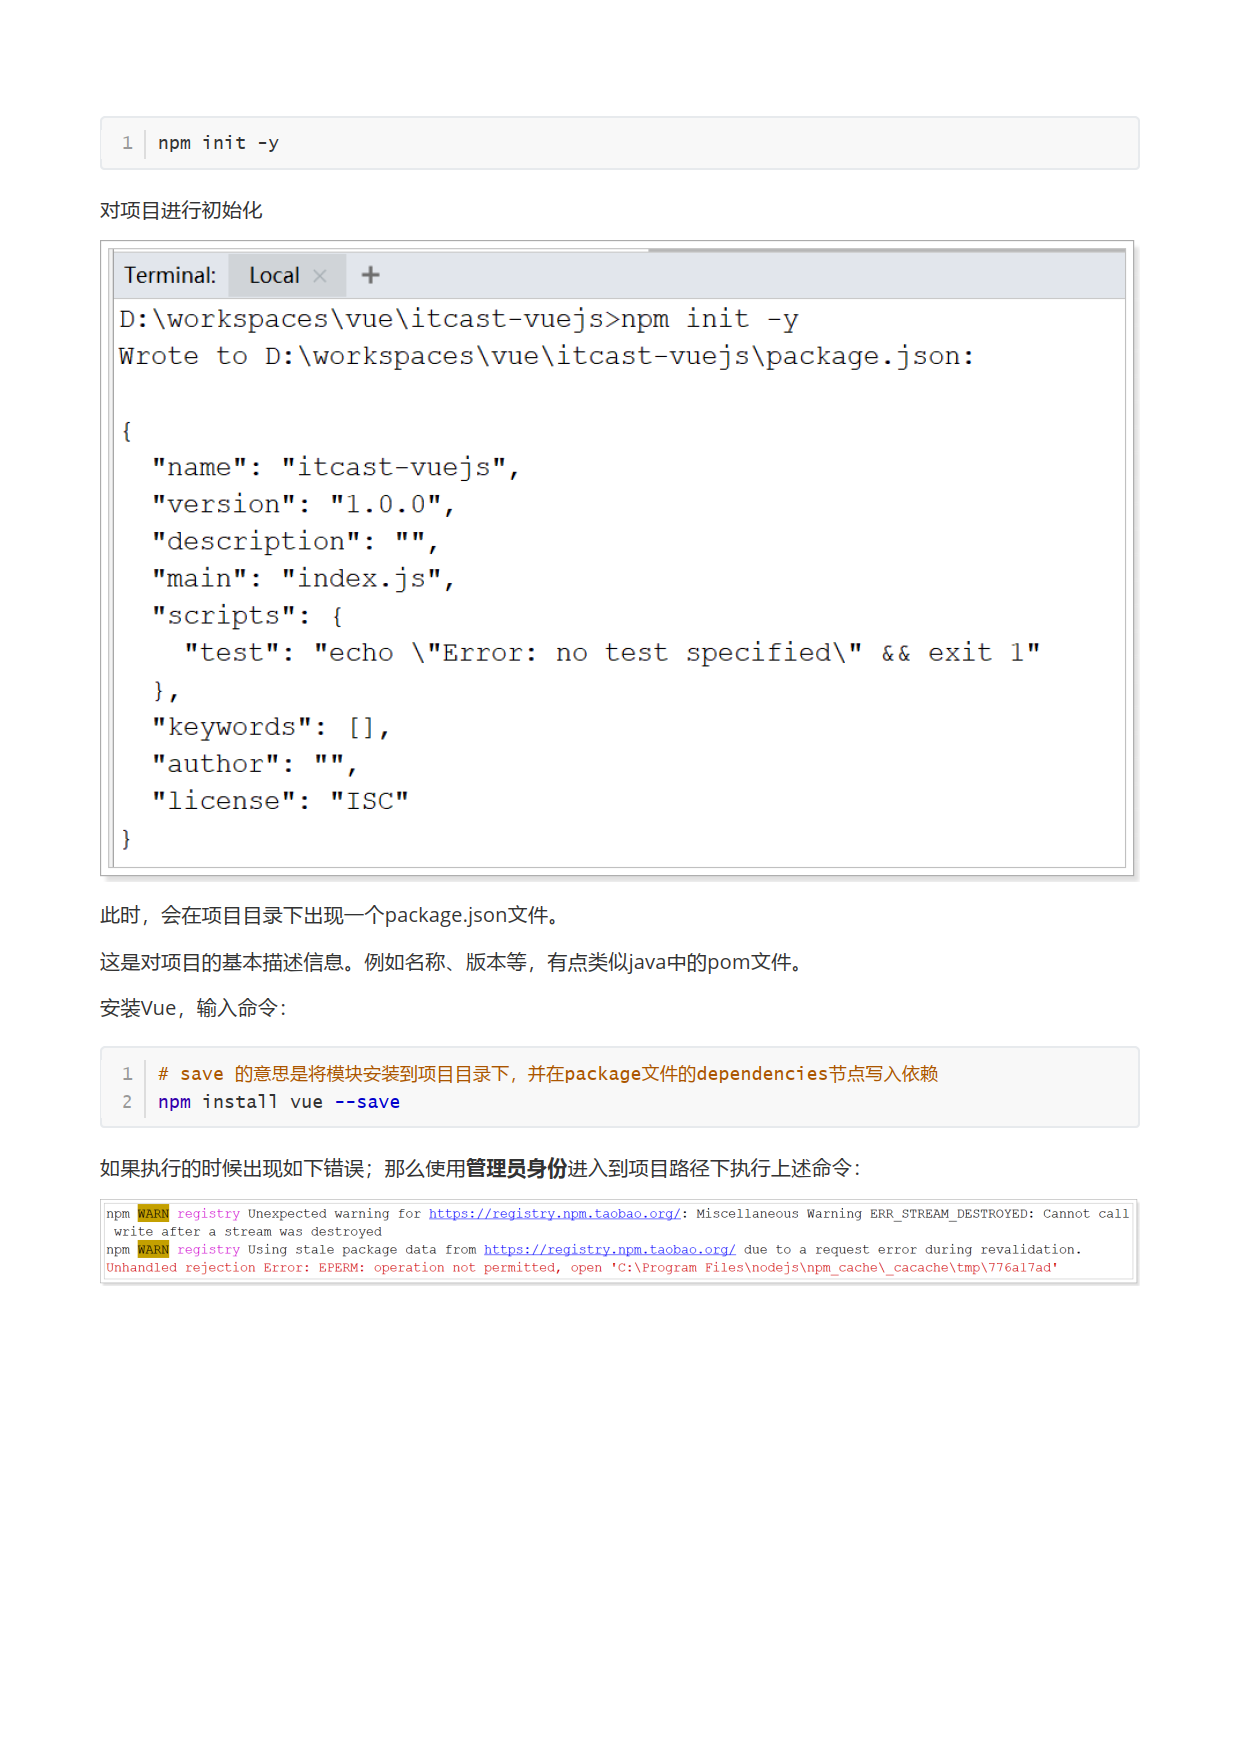 1 npm init -y
对项目进行初始化
Terminal: Local × +
D:\workspaces\vue\itcast-vuejs>npm init -y
Wrote to D:\workspaces\vue\itcast-vuejs\package.json:
{
"name": "itcast-vuejs",
"version": "1.0.0",
"description": "",
"main": "index.js",
"scripts": {
"test": "echo \"Error: no test specified\" && exit 1"
},
"keywords": [],
"author": "",
"license": "ISC"
}
此时，会在项目目录下出现一个package.json文件。
这是对项目的基本描述信息。例如名称、版本等，有点类似java中的pom文件。
安装Vue，输入命令：
1 # save 的意思是将模块安装到项目目录下，并在package文件的dependencies节点写入依赖
2 npm install vue --save
如果执行的时候出现如下错误；那么使用管理员身份进入到项目路径下执行上述命令：
npm WARN registry Unexpected warning for https://registry.npm.taobao.org/: Miscellaneous Warning ERR_STREAM_DESTROYED: Cannot call
write after a stream was destroyed
npm WARN registry Using stale package data from https://registry.npm.taobao.org/ due to a request error during revalidation.
Unhandled rejection Error: EPERM: operation not permitted, open 'C:\Program Files\nodejs\npm_cache\_cacache\tmp\776a17ad'